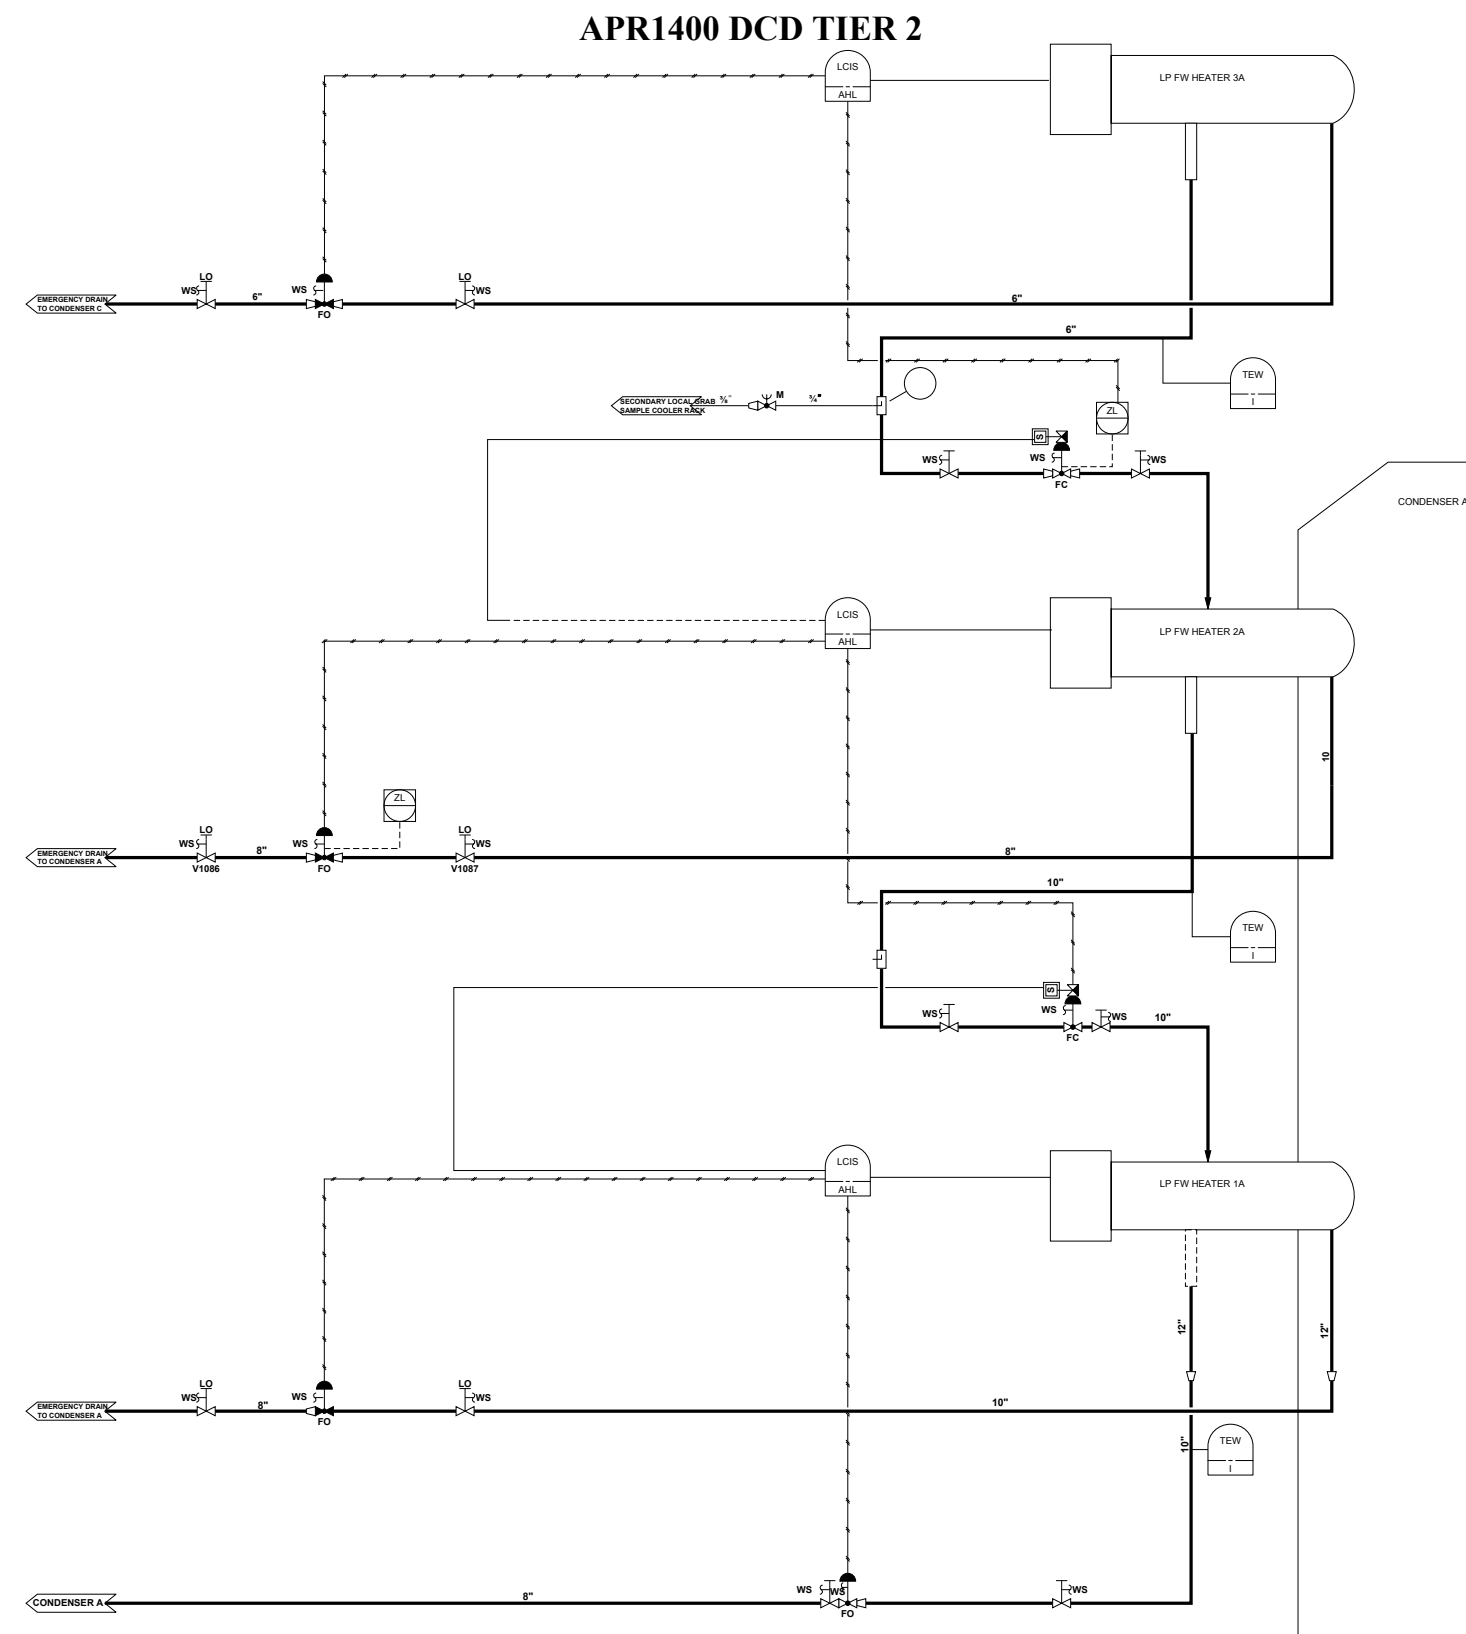 APR1400 DCD TIER 2
LCIS
AHL
LP FW HEATER 3A
LO
WS
WS
LO
WS
EMERGENCY DRAIN
TO CONDENSER C
6"
FO
6"
6"
TEW
I
SECONDARY LOCAL GRAB
SAMPLE COOLER RACK
⅜"
M
¾"
ZL
S
WS
WS
WS
FC
CONDENSER A
LCIS
AHL
LP FW HEATER 2A
10
ZL
LO
WS
WS
LO
WS
EMERGENCY DRAIN
TO CONDENSER A
8"
V1086
FO
V1087
8"
10"
TEW
I
S
WS
WS
WS
10"
FC
LCIS
AHL
LP FW HEATER 1A
12"
12"
LO
WS
WS
LO
WS
EMERGENCY DRAIN
TO CONDENSER A
8"
FO
10"
10"
TEW
I
CONDENSER A
8"
WS
WS
WS
FO